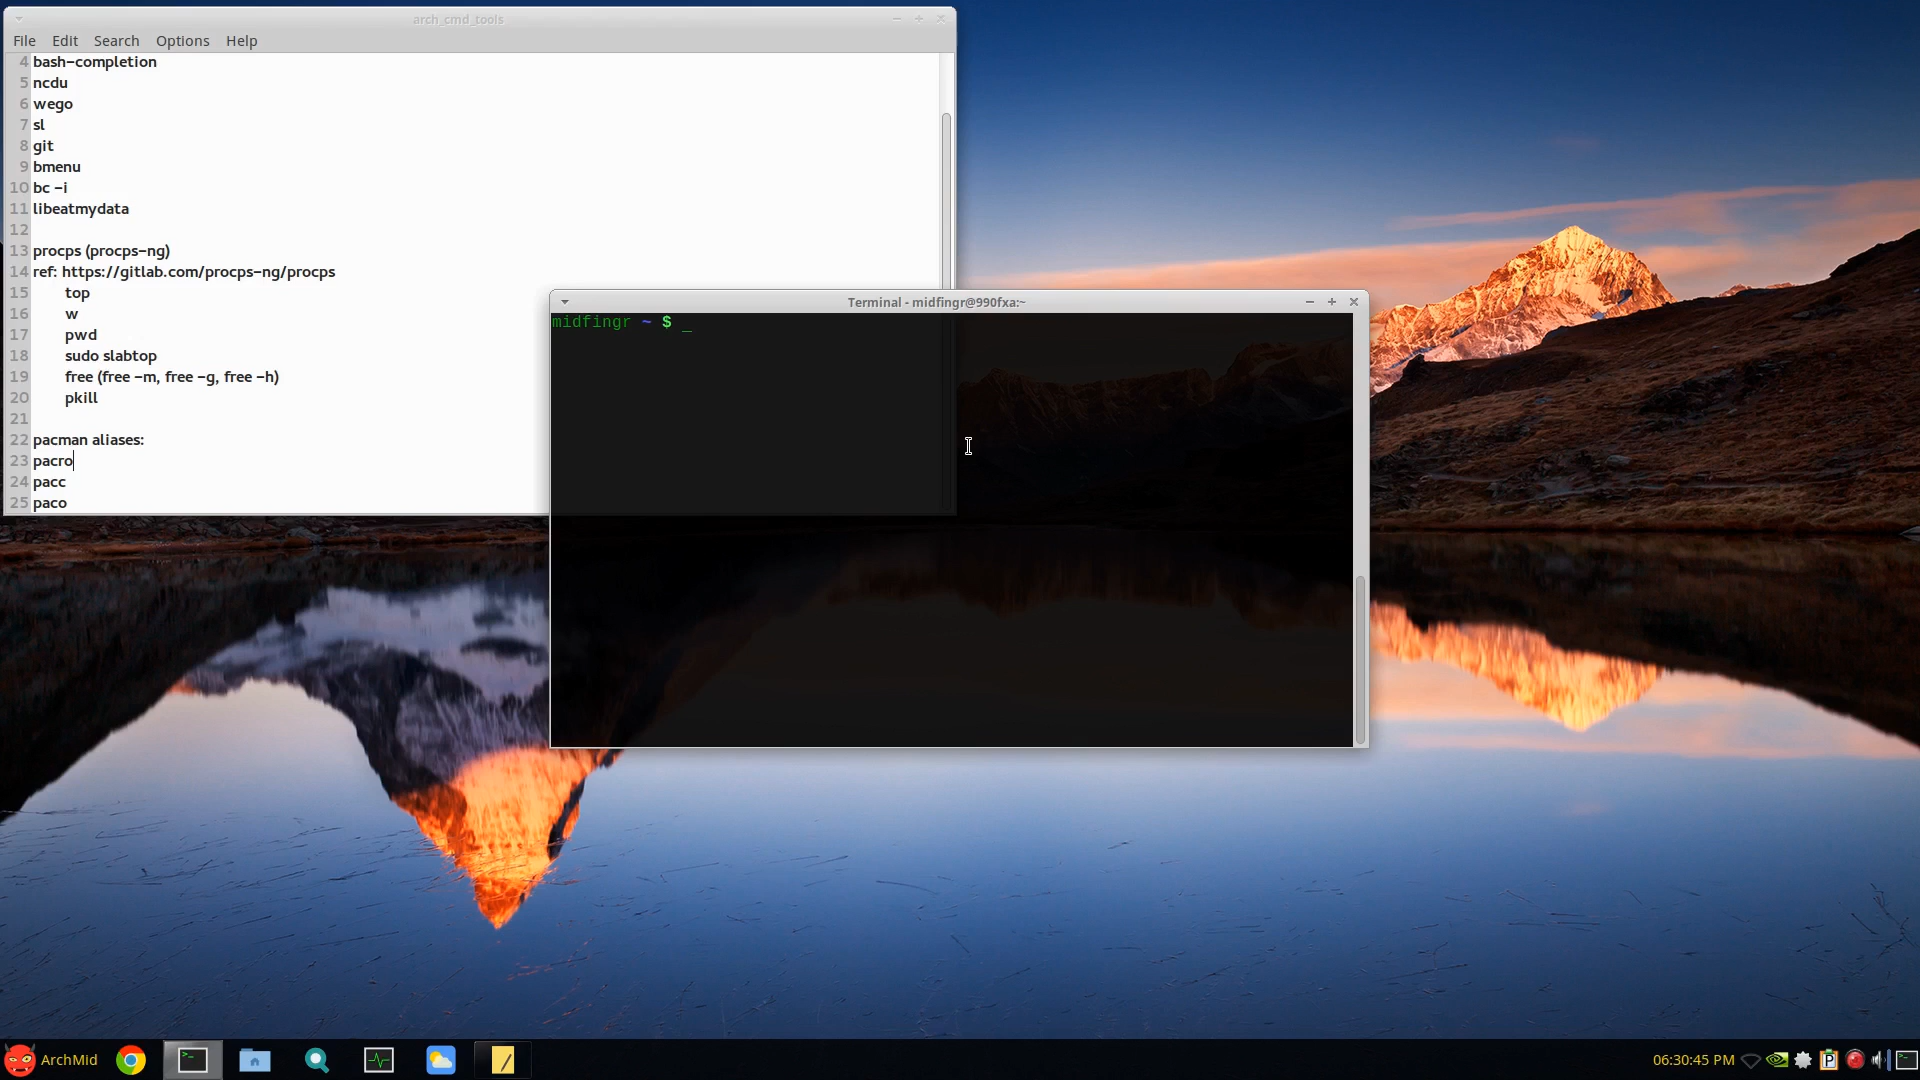 arch_cmd_tools
File Edit Search Options Help
4 bash-completion
5 ncdu
6 wego
7 sl
8 git
9 bmenu
10 bc -i
11 libeatmydata
12
13 procps (procps-ng)
14 ref: https://gitlab.com/procps-ng/procps
15 top
16 w
17 pwd
18 sudo slabtop
19 free (free -m, free -g, free -h)
20 pkill
21
22 pacman aliases:
23 pacro
24 pacc
25 paco
Terminal - midfingr@990fxa:~
midfingr ~ $ _
ArchMid
06:30:45 PM